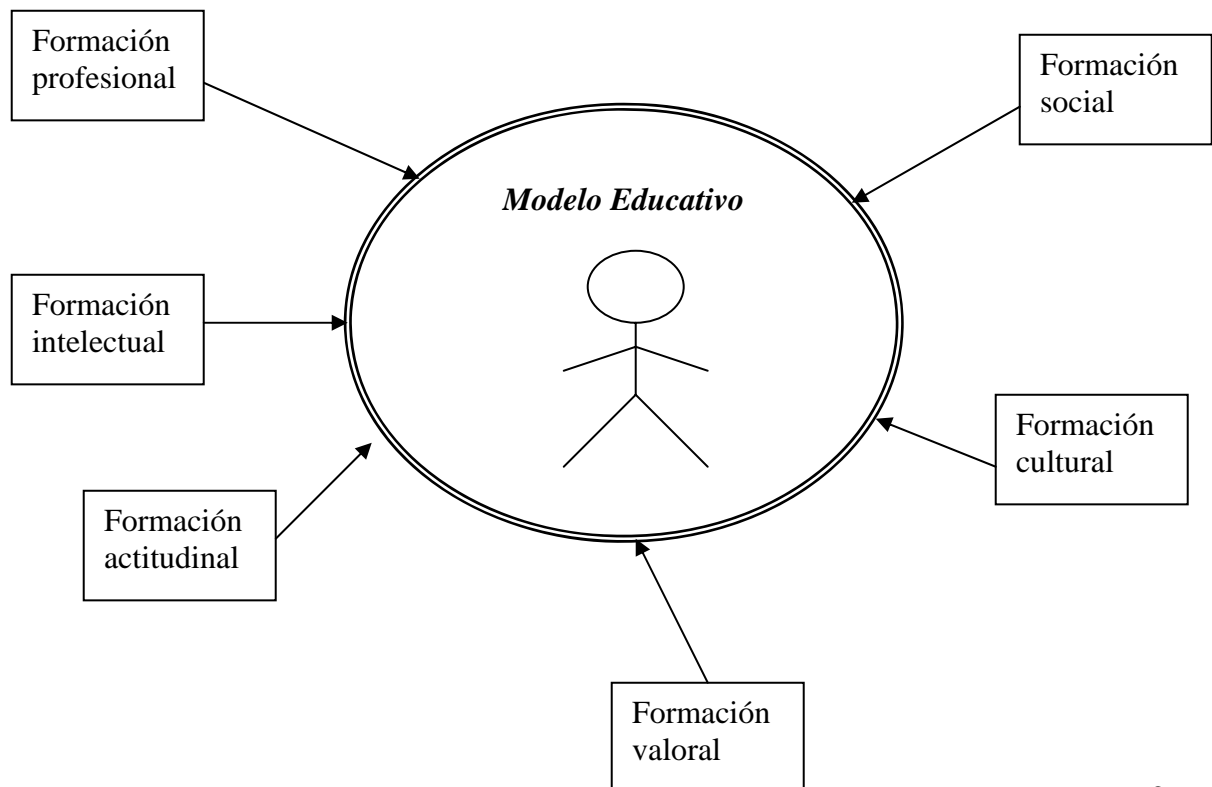 Formación
profesional
Formación
social
Modelo Educativo
Formación
intelectual
Formación
cultural
Formación
actitudinal
Formación
valoral